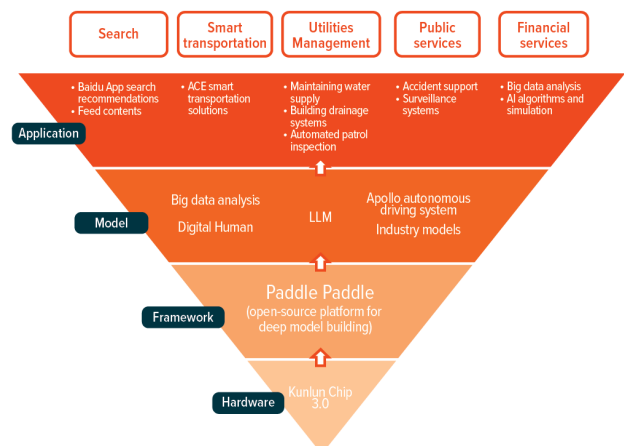 Search
Smart
transportation
Utilities
Management
Public
services
Financial
services
• Baidu App search
recommendations
• Feed contents
• ACE smart
transportation
solutions
• Maintaining water
supply
• Building drainage
systems
• Automated patrol
inspection
• Accident support
• Surveillance
systems
• Big data analysis
• AI algorithms and
simulation
Application
Model
Big data analysis
Digital Human
LLM
Apollo autonomous
driving system
Industry models
Framework
Paddle Paddle
(open-source platform for
deep model building)
Hardware
Kunlun Chip
3.0